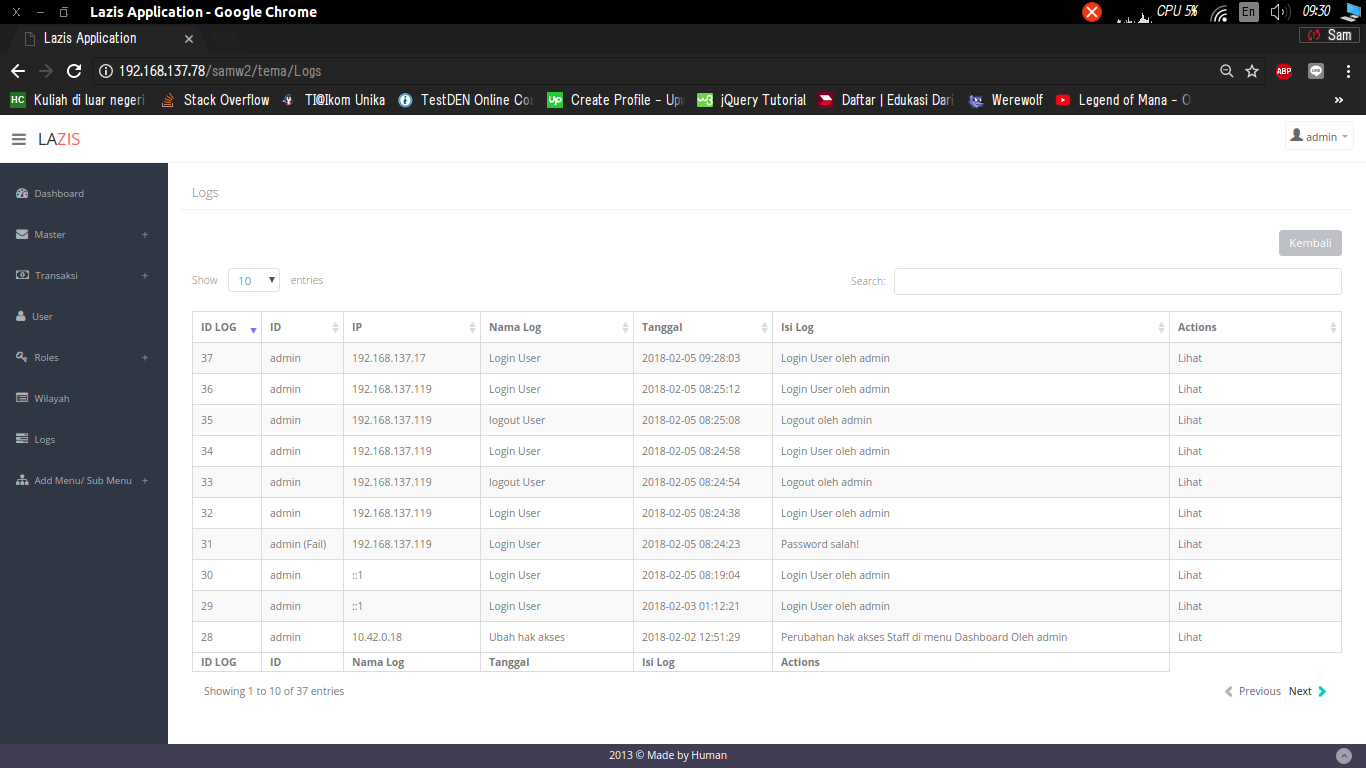 Lazis Application - Google Chrome
CPU 5%
En
09:30
Lazis Application
Sam
192.168.137.78/samw2/tema/Logs
ABP
HC Kuliah di luar negeri
Stack Overflow
TI@Ikom Unika
TestDEN Online Cou
Up Create Profile - Upw
jQuery Tutorial
Daftar | Edukasi Dari
Werewolf
Legend of Mana - O
»
LAZIS
admin
Dashboard
Master +
Transaksi +
User
Roles +
Wilayah
Logs
Add Menu/ Sub Menu +
Logs
Kembali
Show 10 entries
Search:
ID LOG ID IP Nama Log Tanggal Isi Log Actions
37 admin 192.168.137.17 Login User 2018-02-05 09:28:03 Login User oleh admin Lihat
36 admin 192.168.137.119 Login User 2018-02-05 08:25:12 Login User oleh admin Lihat
35 admin 192.168.137.119 logout User 2018-02-05 08:25:08 Logout oleh admin Lihat
34 admin 192.168.137.119 Login User 2018-02-05 08:24:58 Login User oleh admin Lihat
33 admin 192.168.137.119 logout User 2018-02-05 08:24:54 Logout oleh admin Lihat
32 admin 192.168.137.119 Login User 2018-02-05 08:24:38 Login User oleh admin Lihat
31 admin (Fail) 192.168.137.119 Login User 2018-02-05 08:24:23 Password salah! Lihat
30 admin ::1 Login User 2018-02-05 08:19:04 Login User oleh admin Lihat
29 admin ::1 Login User 2018-02-03 01:12:21 Login User oleh admin Lihat
28 admin 10.42.0.18 Ubah hak akses 2018-02-02 12:51:29 Perubahan hak akses Staff di menu Dashboard Oleh admin Lihat
ID LOG ID Nama Log Tanggal Isi Log Actions
Showing 1 to 10 of 37 entries
Previous Next
2013 © Made by Human